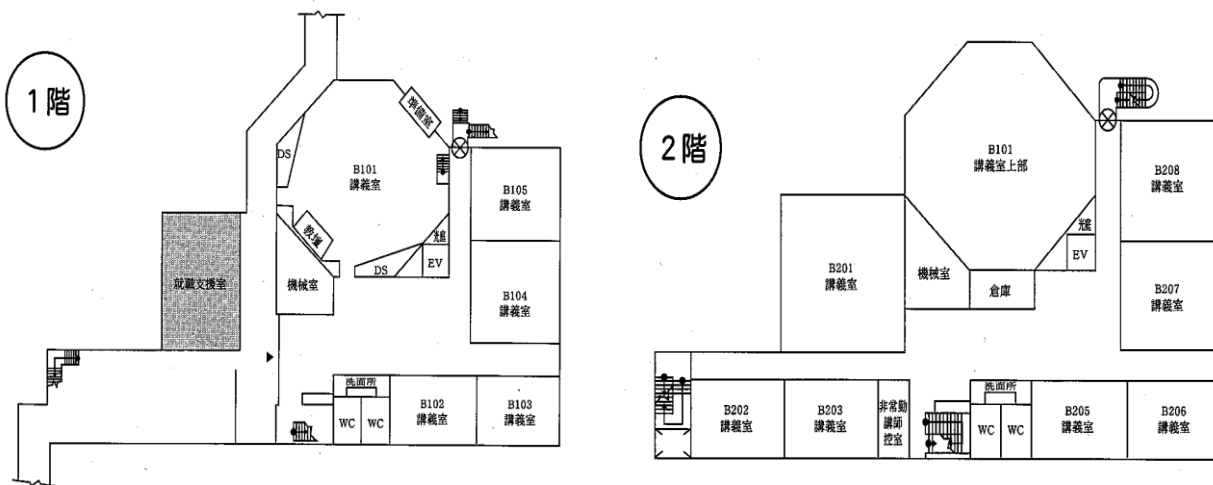 1階
準備室
DS
B101
講義室
B105
講義室
教壇
光庭
EV
DS
機械室
就職支援室
B104
講義室
洗面所
WC
WC
B102
講義室
B103
講義室
2階
B101
講義室上部
B208
講義室
光庭
EV
B201
講義室
機械室
倉庫
B207
講義室
B202
講義室
B203
講義室
非常勤
講師
控室
洗面所
WC
WC
B205
講義室
B206
講義室